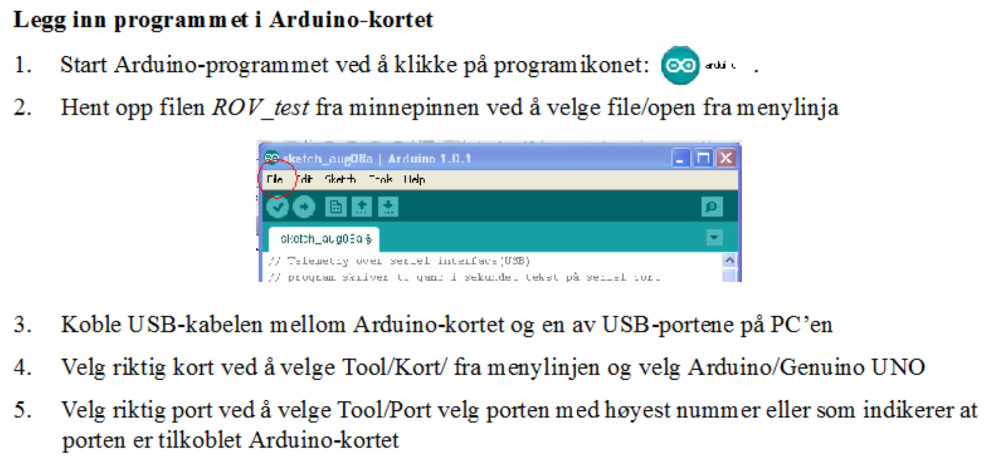 Legg inn programmet i Arduino-kortet
1. Start Arduino-programmet ved å klikke på programikonet: .
2. Hent opp filen ROV_test fra minnepinnen ved å velge file/open fra menylinja
sketch_aug08a | Arduino 1.0.1
File Edit Sketch Tools Help
sketch_aug08a §
// Telemetry over seriel interface(USB)
// program skriver ti gang i sekundet tekst på seriel port
3. Koble USB-kabelen mellom Arduino-kortet og en av USB-portene på PC’en
4. Velg riktig kort ved å velge Tool/Kort/ fra menylinjen og velg Arduino/Genuino UNO
5. Velg riktig port ved å velge Tool/Port velg porten med høyest nummer eller som indikerer at
porten er tilkoblet Arduino-kortet